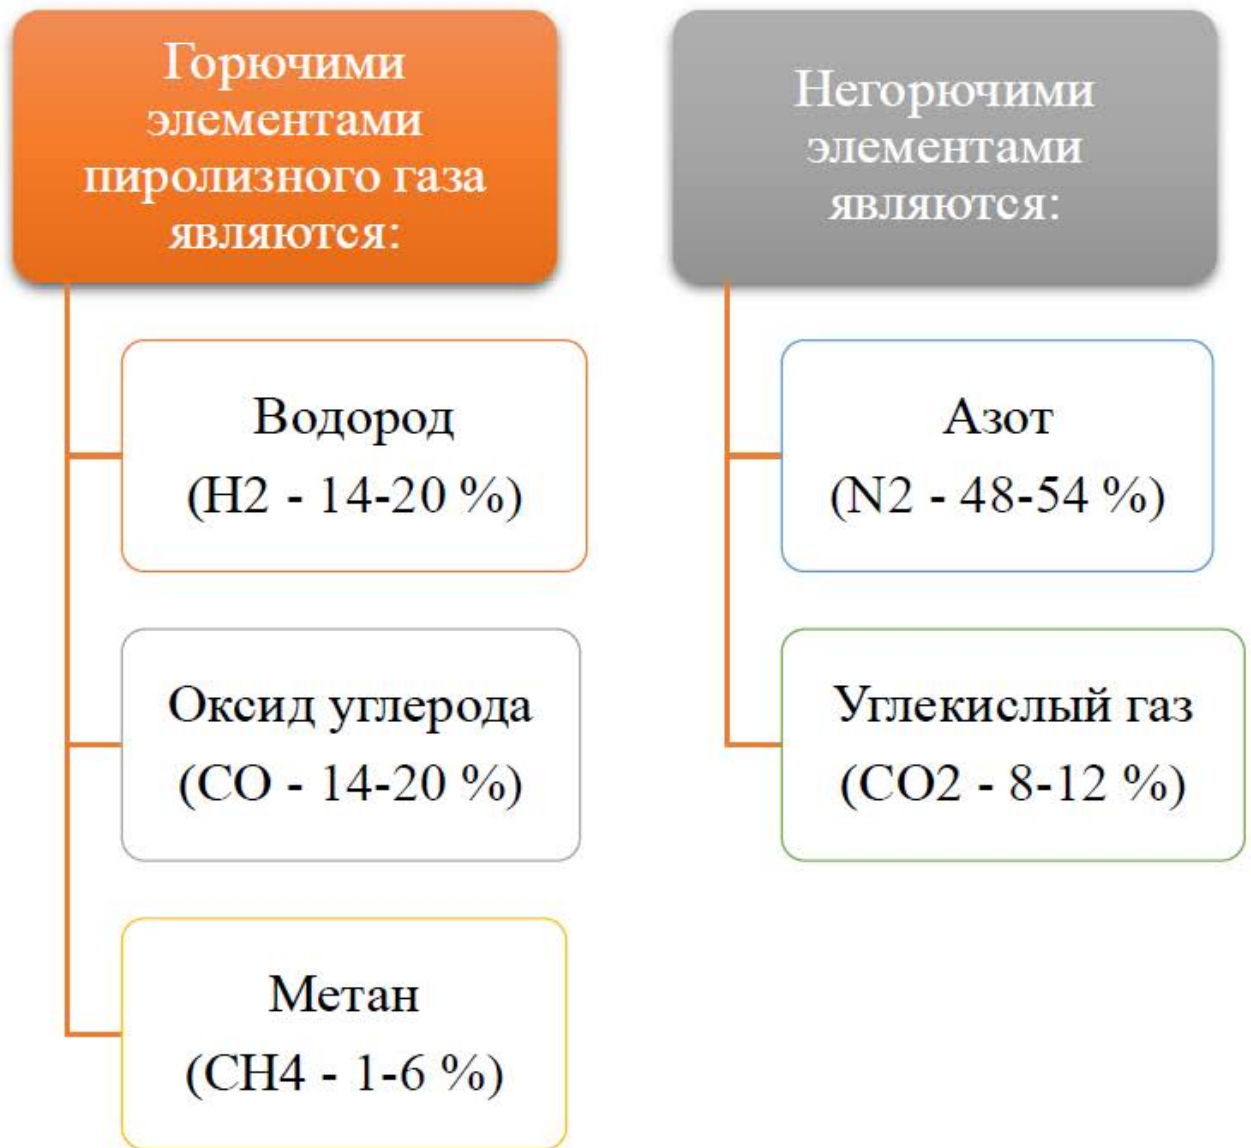 Горючими
элементами
пиролизного газа
являются:
Водород
(H2 - 14-20 %)
Оксид углерода
(CO - 14-20 %)
Метан
(CH4 - 1-6 %)
Негорючими
элементами
являются:
Азот
(N2 - 48-54 %)
Углекислый газ
(CO2 - 8-12 %)